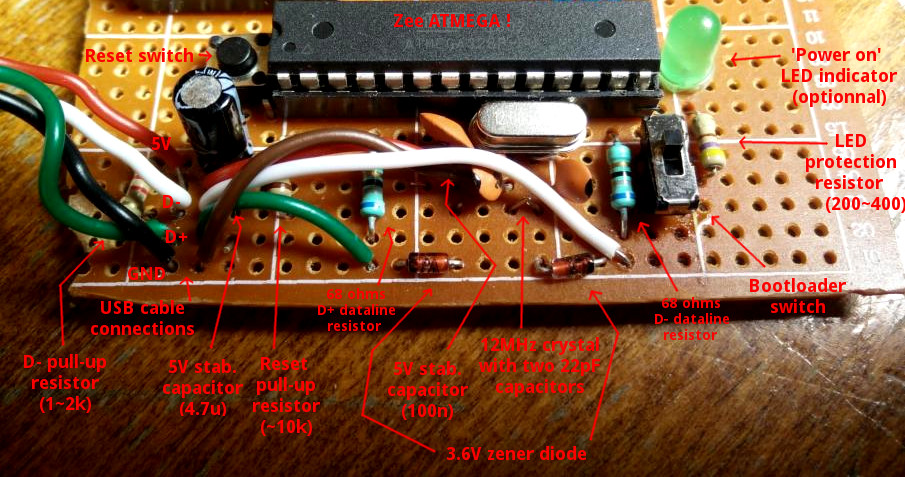 Zee ATMEGA !
Reset switch
'Power on'
LED indicator
(optionnal)
5V
LED
protection
resistor
(200~400)
D-
D+
GND
USB cable
connections
68 ohms
D+ dataline
resistor
68 ohms
D- dataline
resistor
Bootloader
switch
D- pull-up
resistor
(1~2k)
5V stab.
capacitor
(4.7u)
Reset
pull-up
resistor
(~10k)
5V stab.
capacitor
(100n)
12MHz crystal
with two 22pF
capacitors
3.6V zener diode